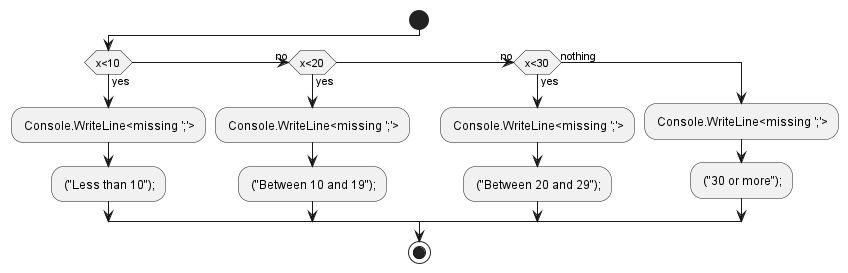 x<10
yes
no
x<20
yes
no
x<30
yes
nothing
Console.WriteLine<missing ';'>
Console.WriteLine<missing ';'>
Console.WriteLine<missing ';'>
Console.WriteLine<missing ';'>
("Less than 10");
("Between 10 and 19");
("Between 20 and 29");
("30 or more");